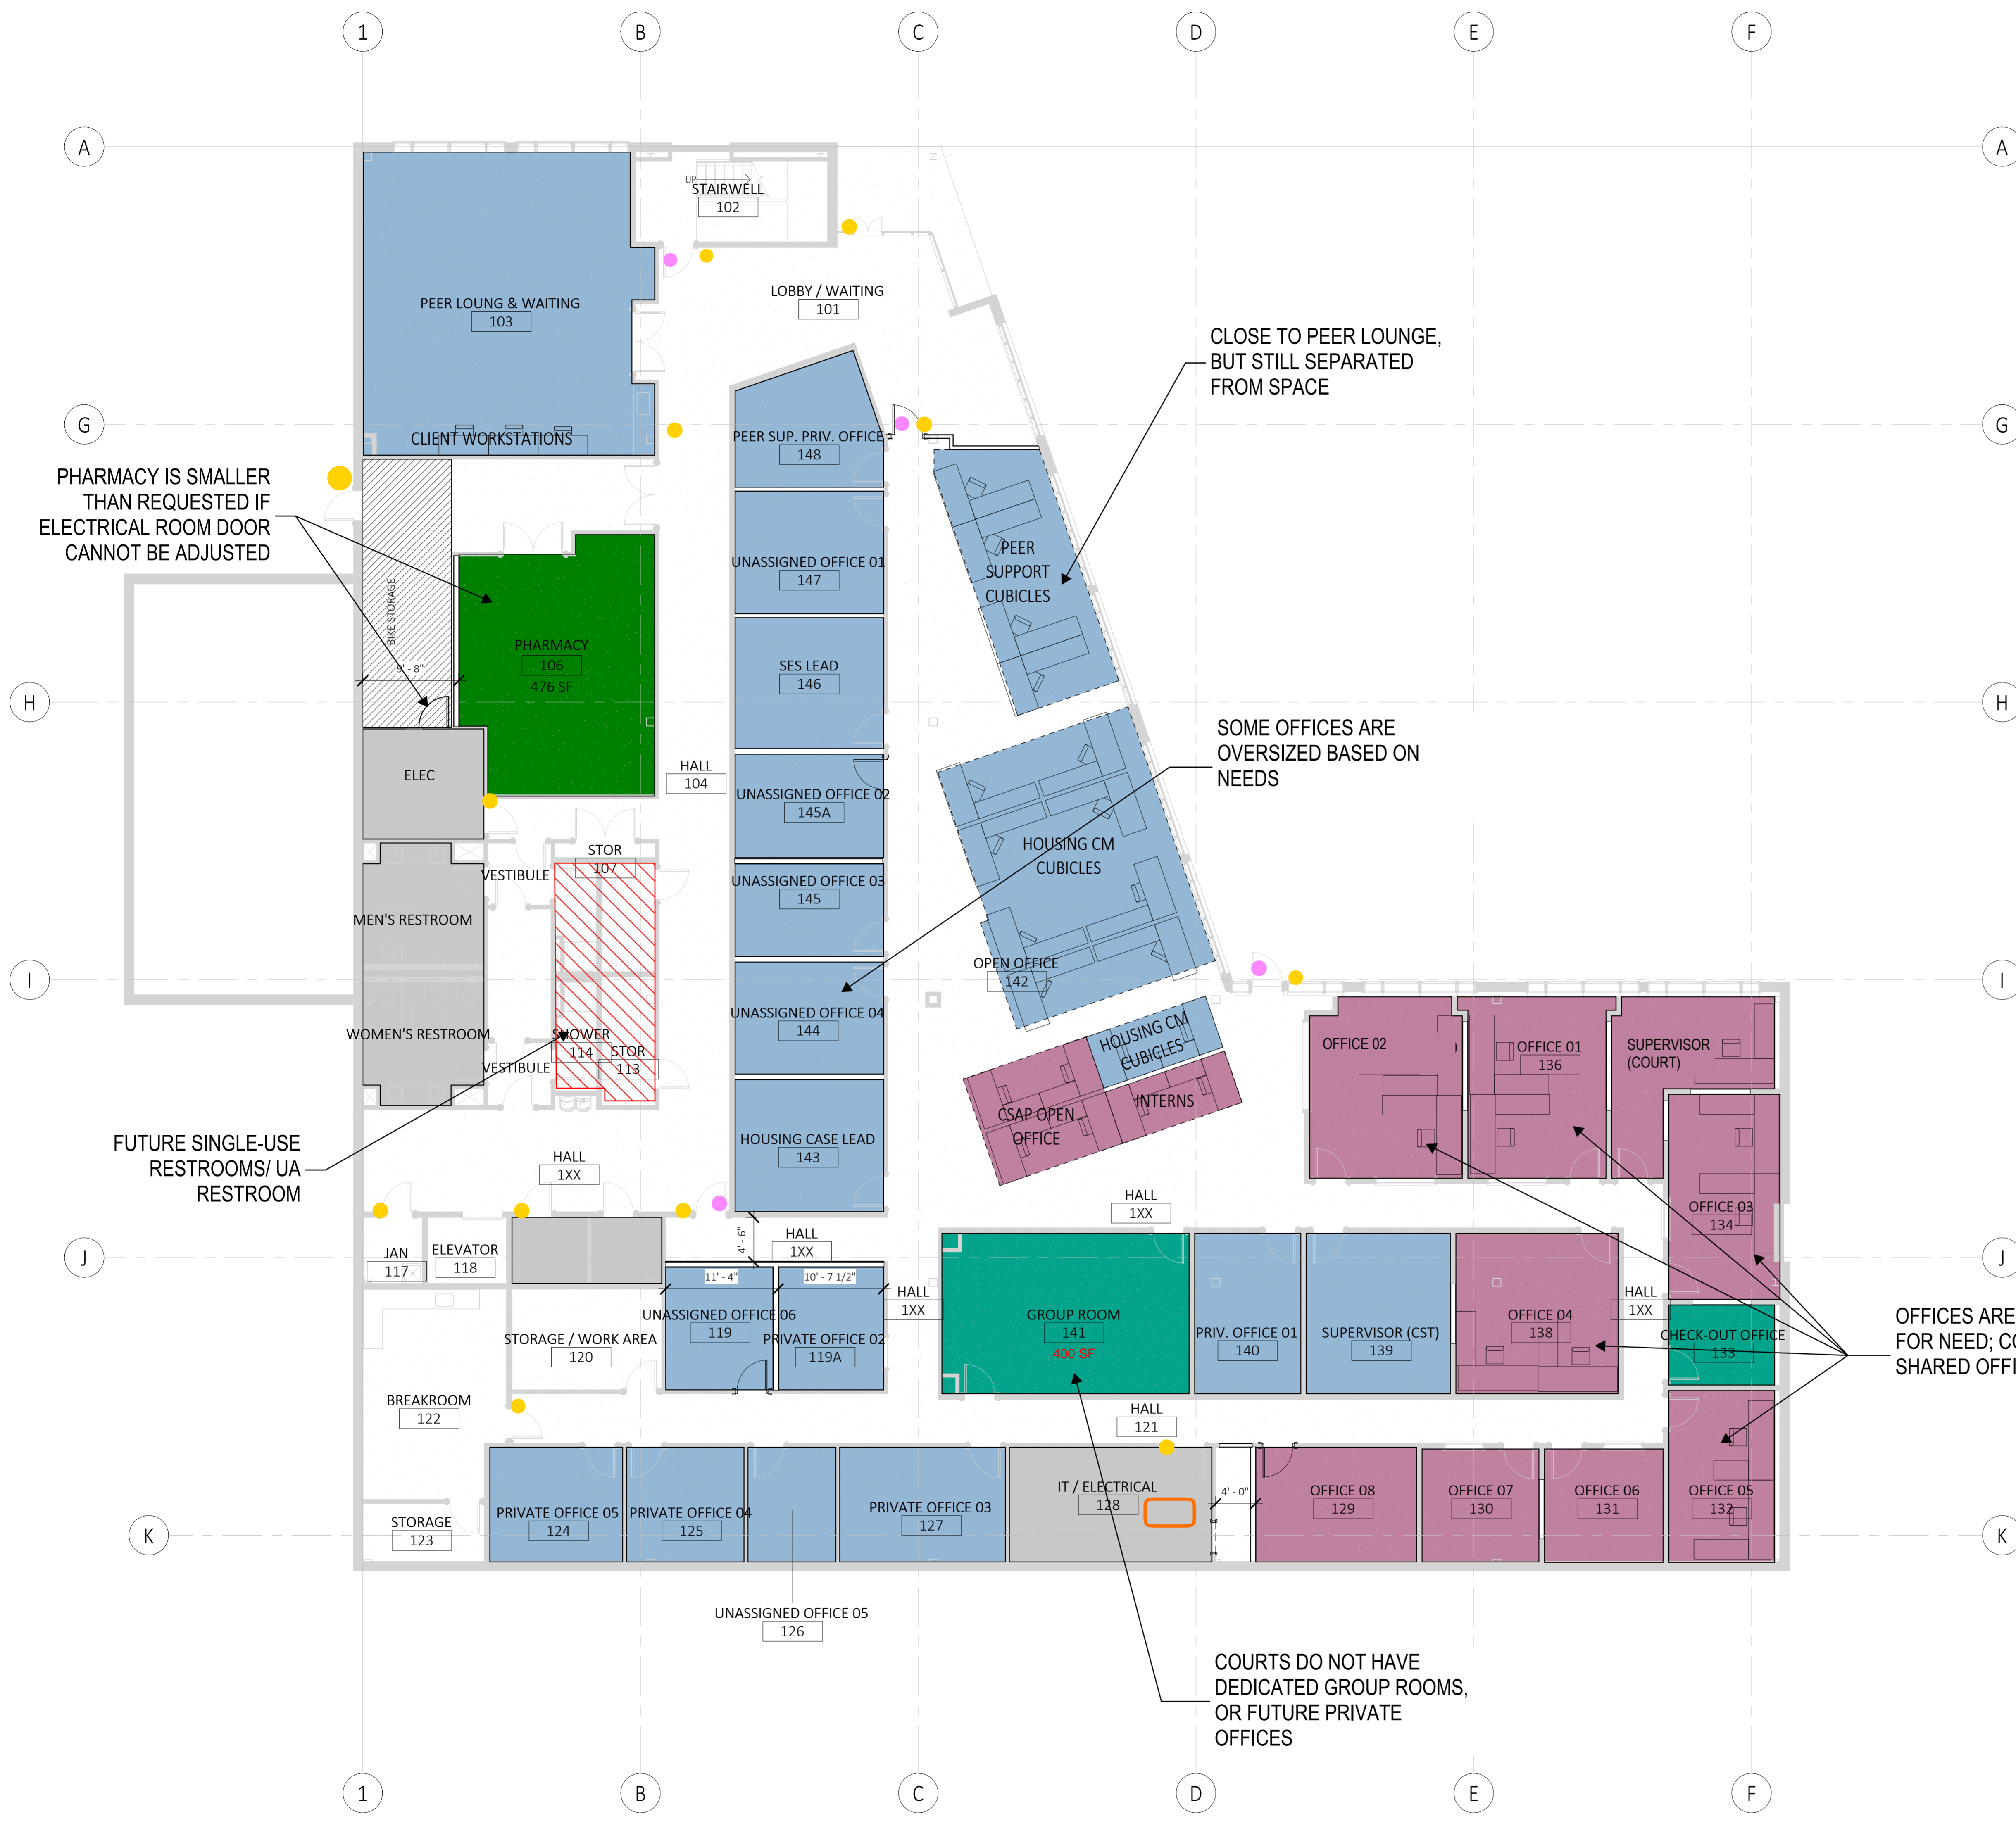 1
B
C
D
E
F
A
A
UP
STAIRWELL
102
PEER LOUNG & WAITING
103
LOBBY / WAITING
101
CLOSE TO PEER LOUNGE,
BUT STILL SEPARATED
FROM SPACE
G
G
CLIENT WORKSTATIONS
PEER SUP. PRIV. OFFICE
148
PHARMACY IS SMALLER
THAN REQUESTED IF
ELECTRICAL ROOM DOOR
CANNOT BE ADJUSTED
UNASSIGNED OFFICE 01
147
PEER
SUPPORT
CUBICLES
BIKE STORAGE
9' - 8"
PHARMACY
106
476 SF
SES LEAD
146
H
H
SOME OFFICES ARE
OVERSIZED BASED ON
NEEDS
ELEC
HALL
104
UNASSIGNED OFFICE 02
145A
HOUSING CM
CUBICLES
STOR
107
VESTIBULE
UNASSIGNED OFFICE 03
145
MEN'S RESTROOM
OPEN OFFICE
142
I
I
UNASSIGNED OFFICE 04
144
WOMEN'S RESTROOM
SHOWER
114
STOR
113
VESTIBULE
HOUSING CM
CUBICLES
OFFICE 02
)
OFFICE 01
136
SUPERVISOR
(COURT)
CSAP OPEN
OFFICE
INTERNS
FUTURE SINGLE-USE
RESTROOMS/ UA
RESTROOM
HOUSING CASE LEAD
143
HALL
1XX
HALL
1XX
OFFICE 03
134
4' - 6"
HALL
1XX
J
J
JAN
117
ELEVATOR
118
11' - 4"
10' - 7 1/2"
HALL
1XX
HALL
1XX
UNASSIGNED OFFICE 06
119
PRIVATE OFFICE 02
119A
STORAGE / WORK AREA
120
GROUP ROOM
141
400 SF
PRIV. OFFICE 01
140
SUPERVISOR (CST)
139
OFFICE 04
138
CHECK-OUT OFFICE
133
OFFICES ARE
FOR NEED; CO
SHARED OFFI
BREAKROOM
122
HALL
121
STORAGE
123
PRIVATE OFFICE 05
124
PRIVATE OFFICE 04
125
PRIVATE OFFICE 03
127
IT / ELECTRICAL
128
4' - 0"
OFFICE 08
129
OFFICE 07
130
OFFICE 06
131
OFFICE 05
132
K
K
UNASSIGNED OFFICE 05
126
COURTS DO NOT HAVE
DEDICATED GROUP ROOMS,
OR FUTURE PRIVATE
OFFICES
1
B
C
D
E
F